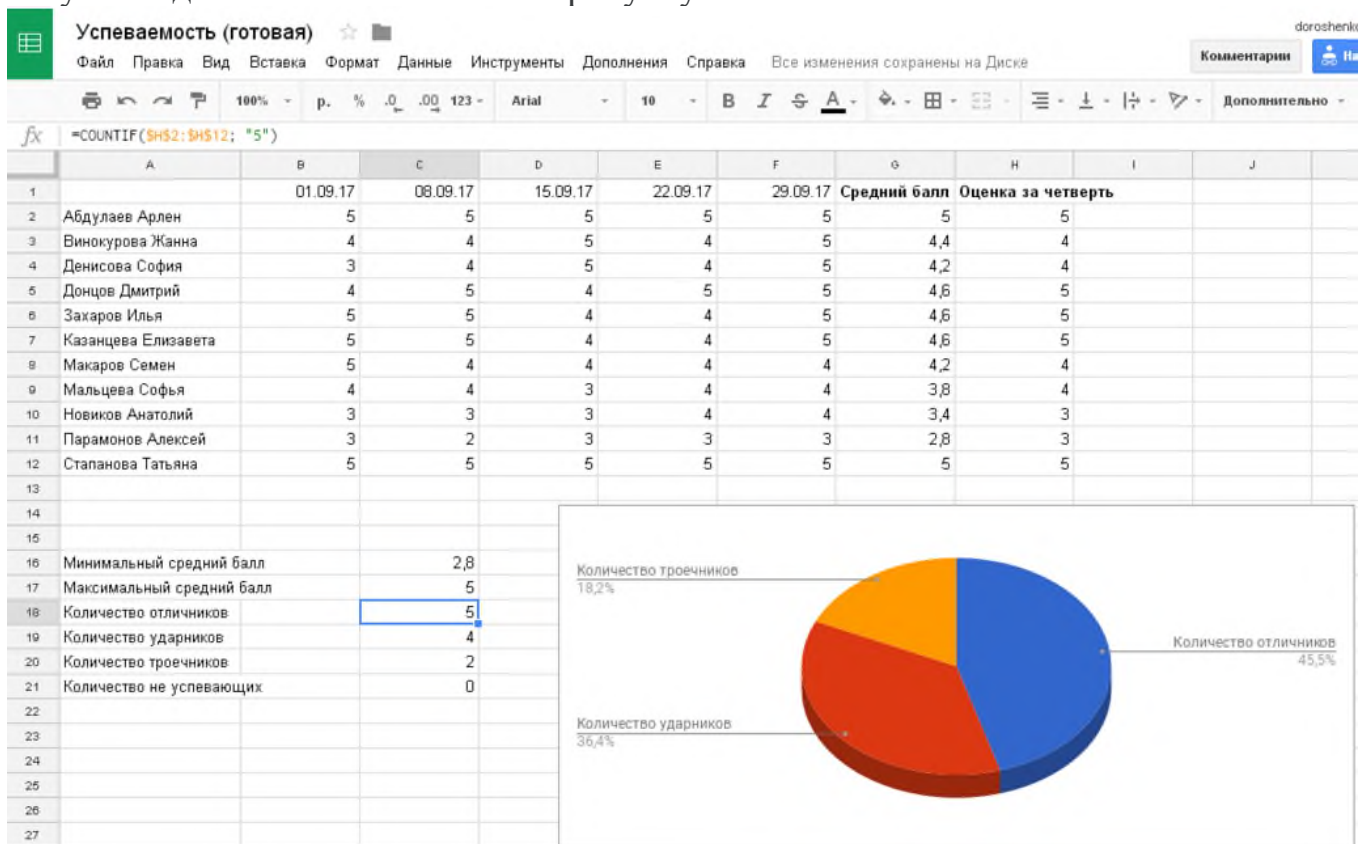 Успеваемость (готовая)
doroshenko
Файл Правка Вид Вставка Формат Данные Инструменты Дополнения Справка Все изменения сохранены на Диске
Комментарии На
100% р. % .0 .00 123 Arial 10 B I S A Дополнительно
fx =COUNTIF($H$2:$H$12; "5")
A B C D E F G H I J
1 01.09.17 08.09.17 15.09.17 22.09.17 29.09.17 Средний балл Оценка за четверть
2 Абдулаев Арлен 5 5 5 5 5 5 5
3 Винокурова Жанна 4 4 5 4 5 4,4 4
4 Денисова София 3 4 5 4 5 4,2 4
5 Донцов Дмитрий 4 5 4 5 5 4,6 5
6 Захаров Илья 5 5 4 4 5 4,6 5
7 Казанцева Елизавета 5 5 4 4 5 4,6 5
8 Макаров Семен 5 4 4 4 4 4,2 4
9 Мальцева Софья 4 4 3 4 4 3,8 4
10 Новиков Анатолий 3 3 3 4 4 3,4 3
11 Парамонов Алексей 3 2 3 3 3 2,8 3
12 Стапанова Татьяна 5 5 5 5 5 5 5
13
14
15
16 Минимальный средний балл 2,8
17 Максимальный средний балл 5
18 Количество отличников 5
19 Количество ударников 4
20 Количество троечников 2
21 Количество не успевающих 0
22
23
24
25
26
27
Количество троечников
18,2%
Количество отличников
45,5%
Количество ударников
36,4%